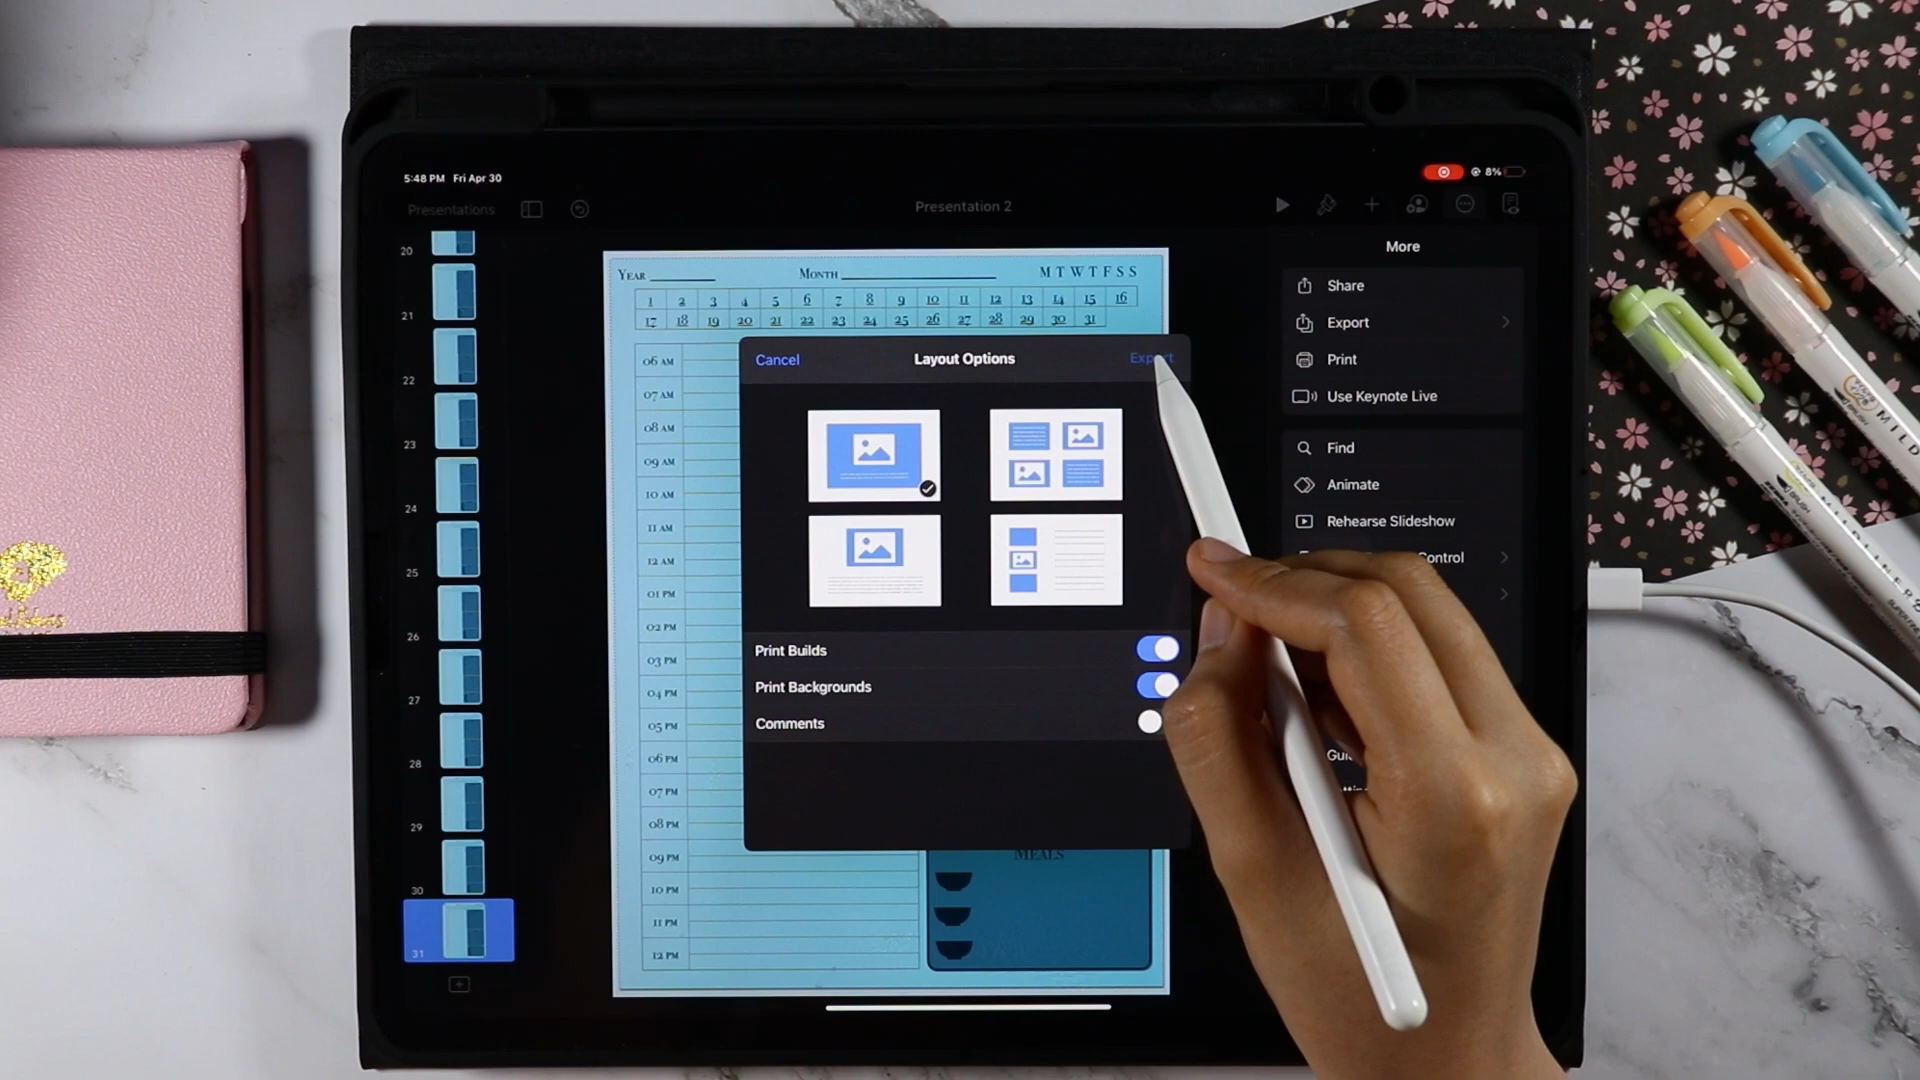 5:48 PM Fri Apr 30
8%
Presentations
Presentation 2
More
Share
Export
Print
Use Keynote Live
Find
Animate
Rehearse Slideshow
Control
20
21
22
23
24
25
26
27
28
29
30
31
YEAR
MONTH
M T W T F S S
1 2 3 4 5 6 7 8 9 10 11 12 13 14 15 16
17 18 19 20 21 22 23 24 25 26 27 28 29 30 31
06 AM
07 AM
08 AM
09 AM
10 AM
11 AM
12 AM
01 PM
02 PM
03 PM
04 PM
05 PM
06 PM
07 PM
08 PM
09 PM
10 PM
11 PM
12 PM
MEALS
Cancel
Layout Options
Export
Print Builds
Print Backgrounds
Comments
MILD